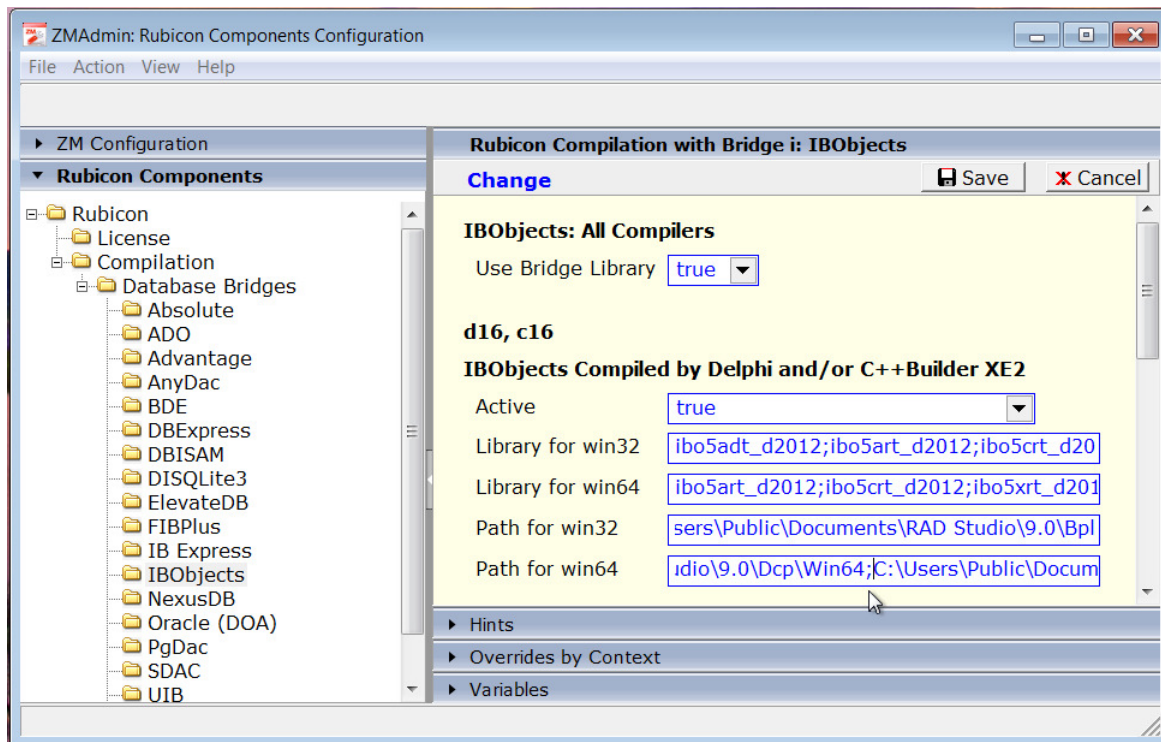 ZMAdmin: Rubicon Components Configuration
File Action View Help
ZM Configuration
Rubicon Components
Rubicon
License
Compilation
Database Bridges
Absolute
ADO
Advantage
AnyDac
BDE
DBExpress
DBISAM
DISQLite3
ElevateDB
FIBPlus
IB Express
IBObjects
NexusDB
Oracle (DOA)
PgDac
SDAC
UIB
Rubicon Compilation with Bridge i: IBObjects
Change Save Cancel
IBObjects: All Compilers
Use Bridge Library true
d16, c16
IBObjects Compiled by Delphi and/or C++Builder XE2
Active true
Library for win32 ibo5adt_d2012;ibo5art_d2012;ibo5crt_d20
Library for win64 ibo5art_d2012;ibo5crt_d2012;ibo5xrt_d201
Path for win32 sers\Public\Documents\RAD Studio\9.0\Bpl
Path for win64 udio\9.0\Dcp\Win64;C:\Users\Public\Docum
Hints
Overrides by Context
Variables